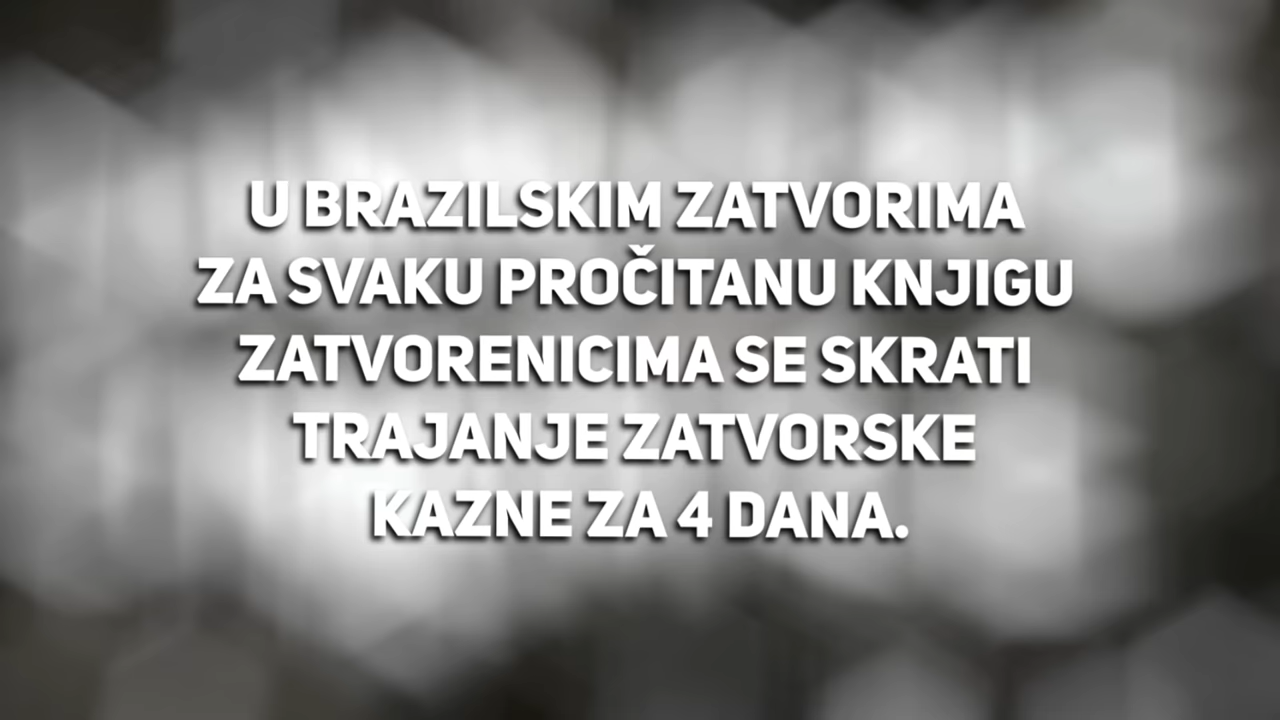 U BRAZILSKIM ZATVORIMA
ZA SVAKU PROČITANU KNJIGU
ZATVORENICIMA SE SKRATI
TRAJANJE ZATVORSKE
KAZNE ZA 4 DANA.